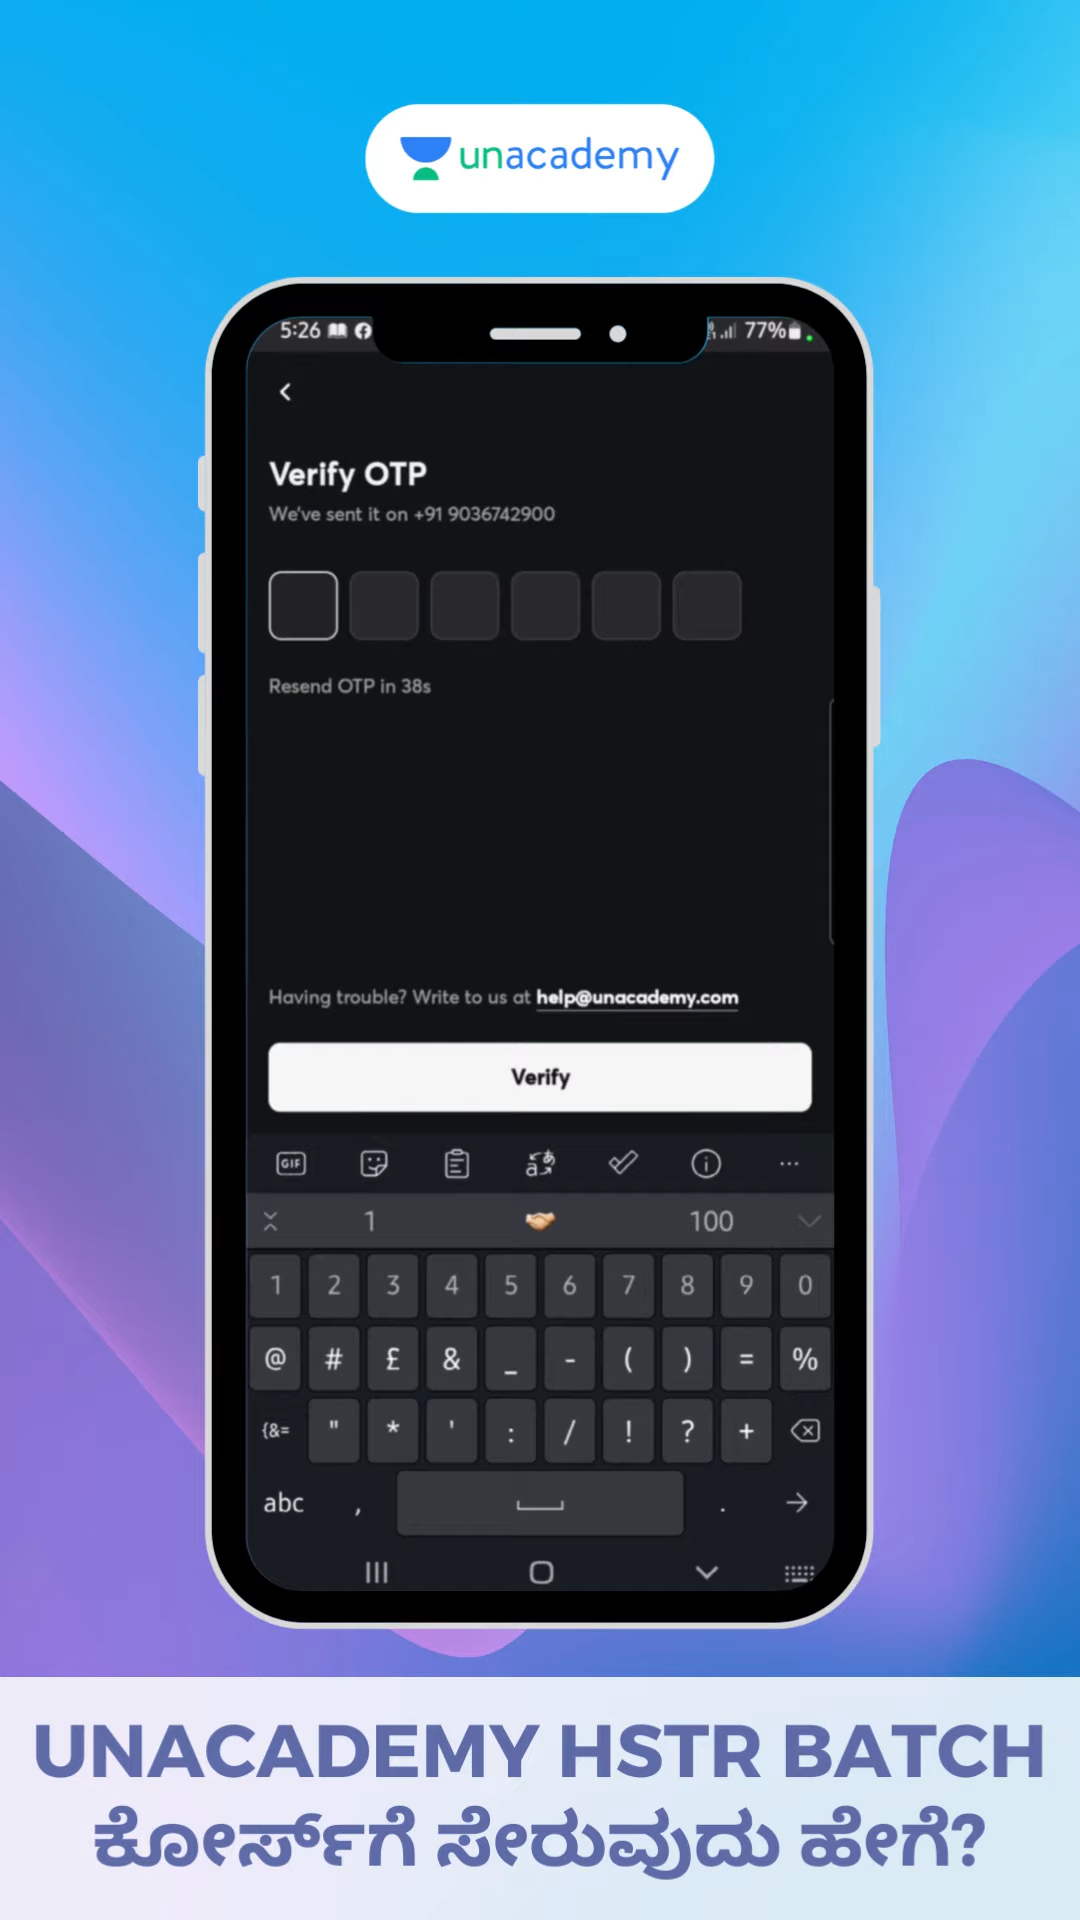 unacademy
5:26
77%
Verify OTP
We've sent it on +91 9036742900
Resend OTP in 38s
Having trouble? Write to us at help@unacademy.com
Verify
GIF
1 100
1 2 3 4 5 6 7 8 9 0
@ # £ & _ - ( ) = %
{&= " * ' : / ! ? +
abc , .
UNACADEMY HSTR BATCH
ಕೋರ್ಸ್‌ಗೆ ಸೇರುವುದು ಹೇಗೆ?